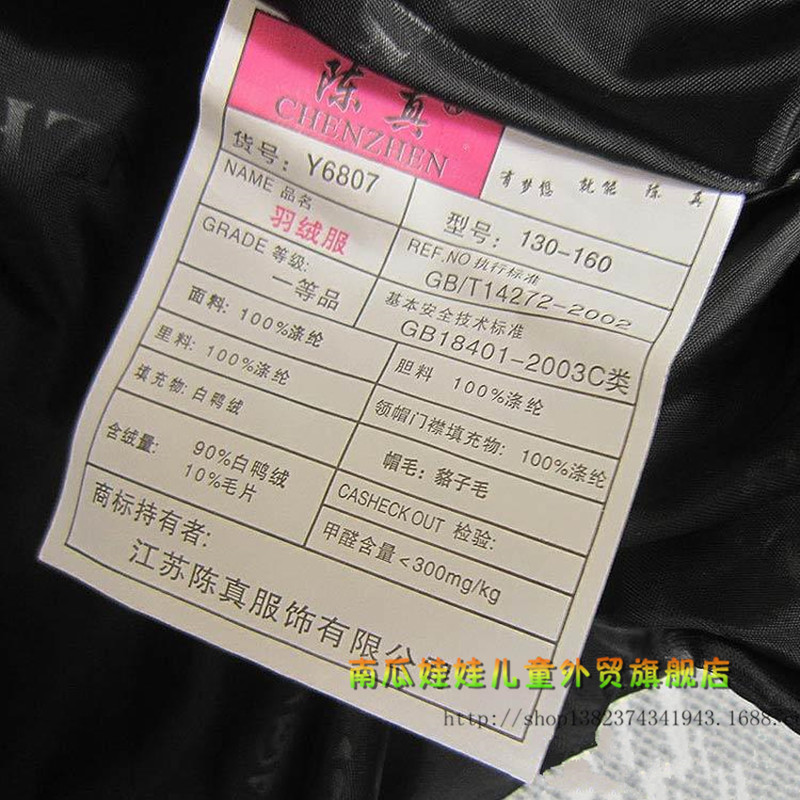 陈真®
CHENZHEN
有梦想 就能 陈真
货号: Y6807
型号: 130-160
NAME 品名
羽绒服
REF.NO 执行标准
GB/T14272-2002
GRADE 等级:
一等品
基本安全技术标准
GB18401-2003C类
面料: 100%涤纶
胆料 100%涤纶
里料: 100%涤纶
领帽门襟填充物: 100%涤纶
填充物: 白鸭绒
帽毛: 貉子毛
含绒量: 90%白鸭绒
10%毛片
CASHECK OUT 检验:
甲醛含量<300mg/kg
商标持有者:
江苏陈真服饰有限公
南瓜娃娃儿童外贸旗舰店
http://shop1382374341943.1688.co